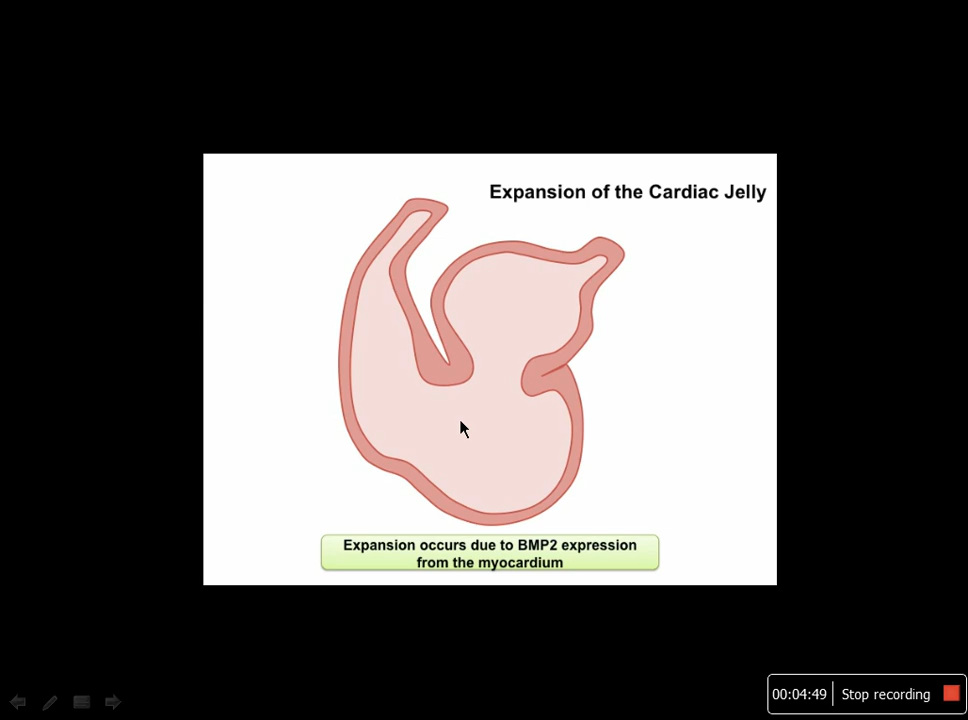 Expansion of the Cardiac Jelly
Expansion occurs due to BMP2 expression
from the myocardium
00:04:49 Stop recording